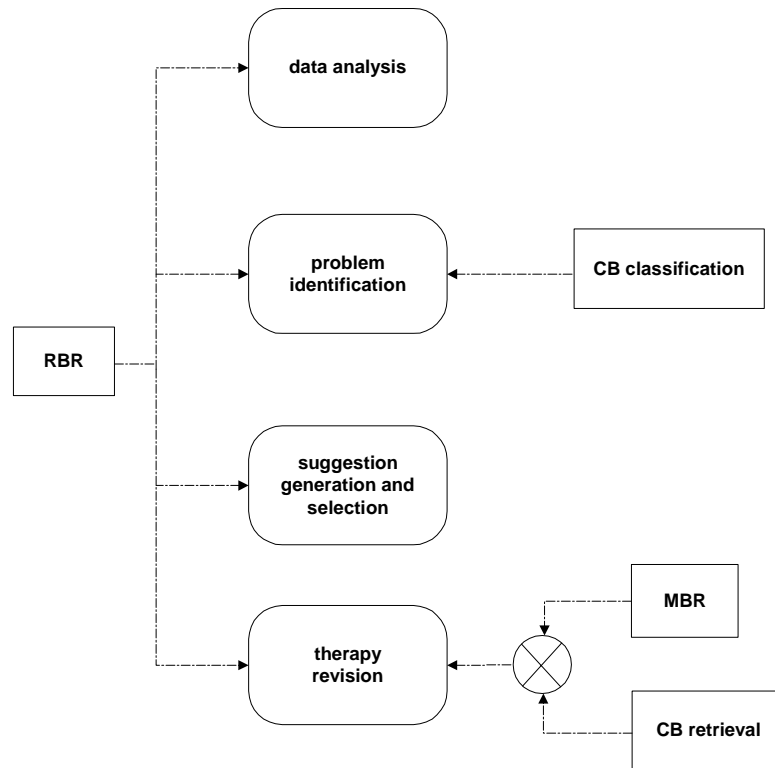 data analysis
problem
identification
CB classification
RBR
suggestion
generation and
selection
MBR
therapy
revision
CB retrieval